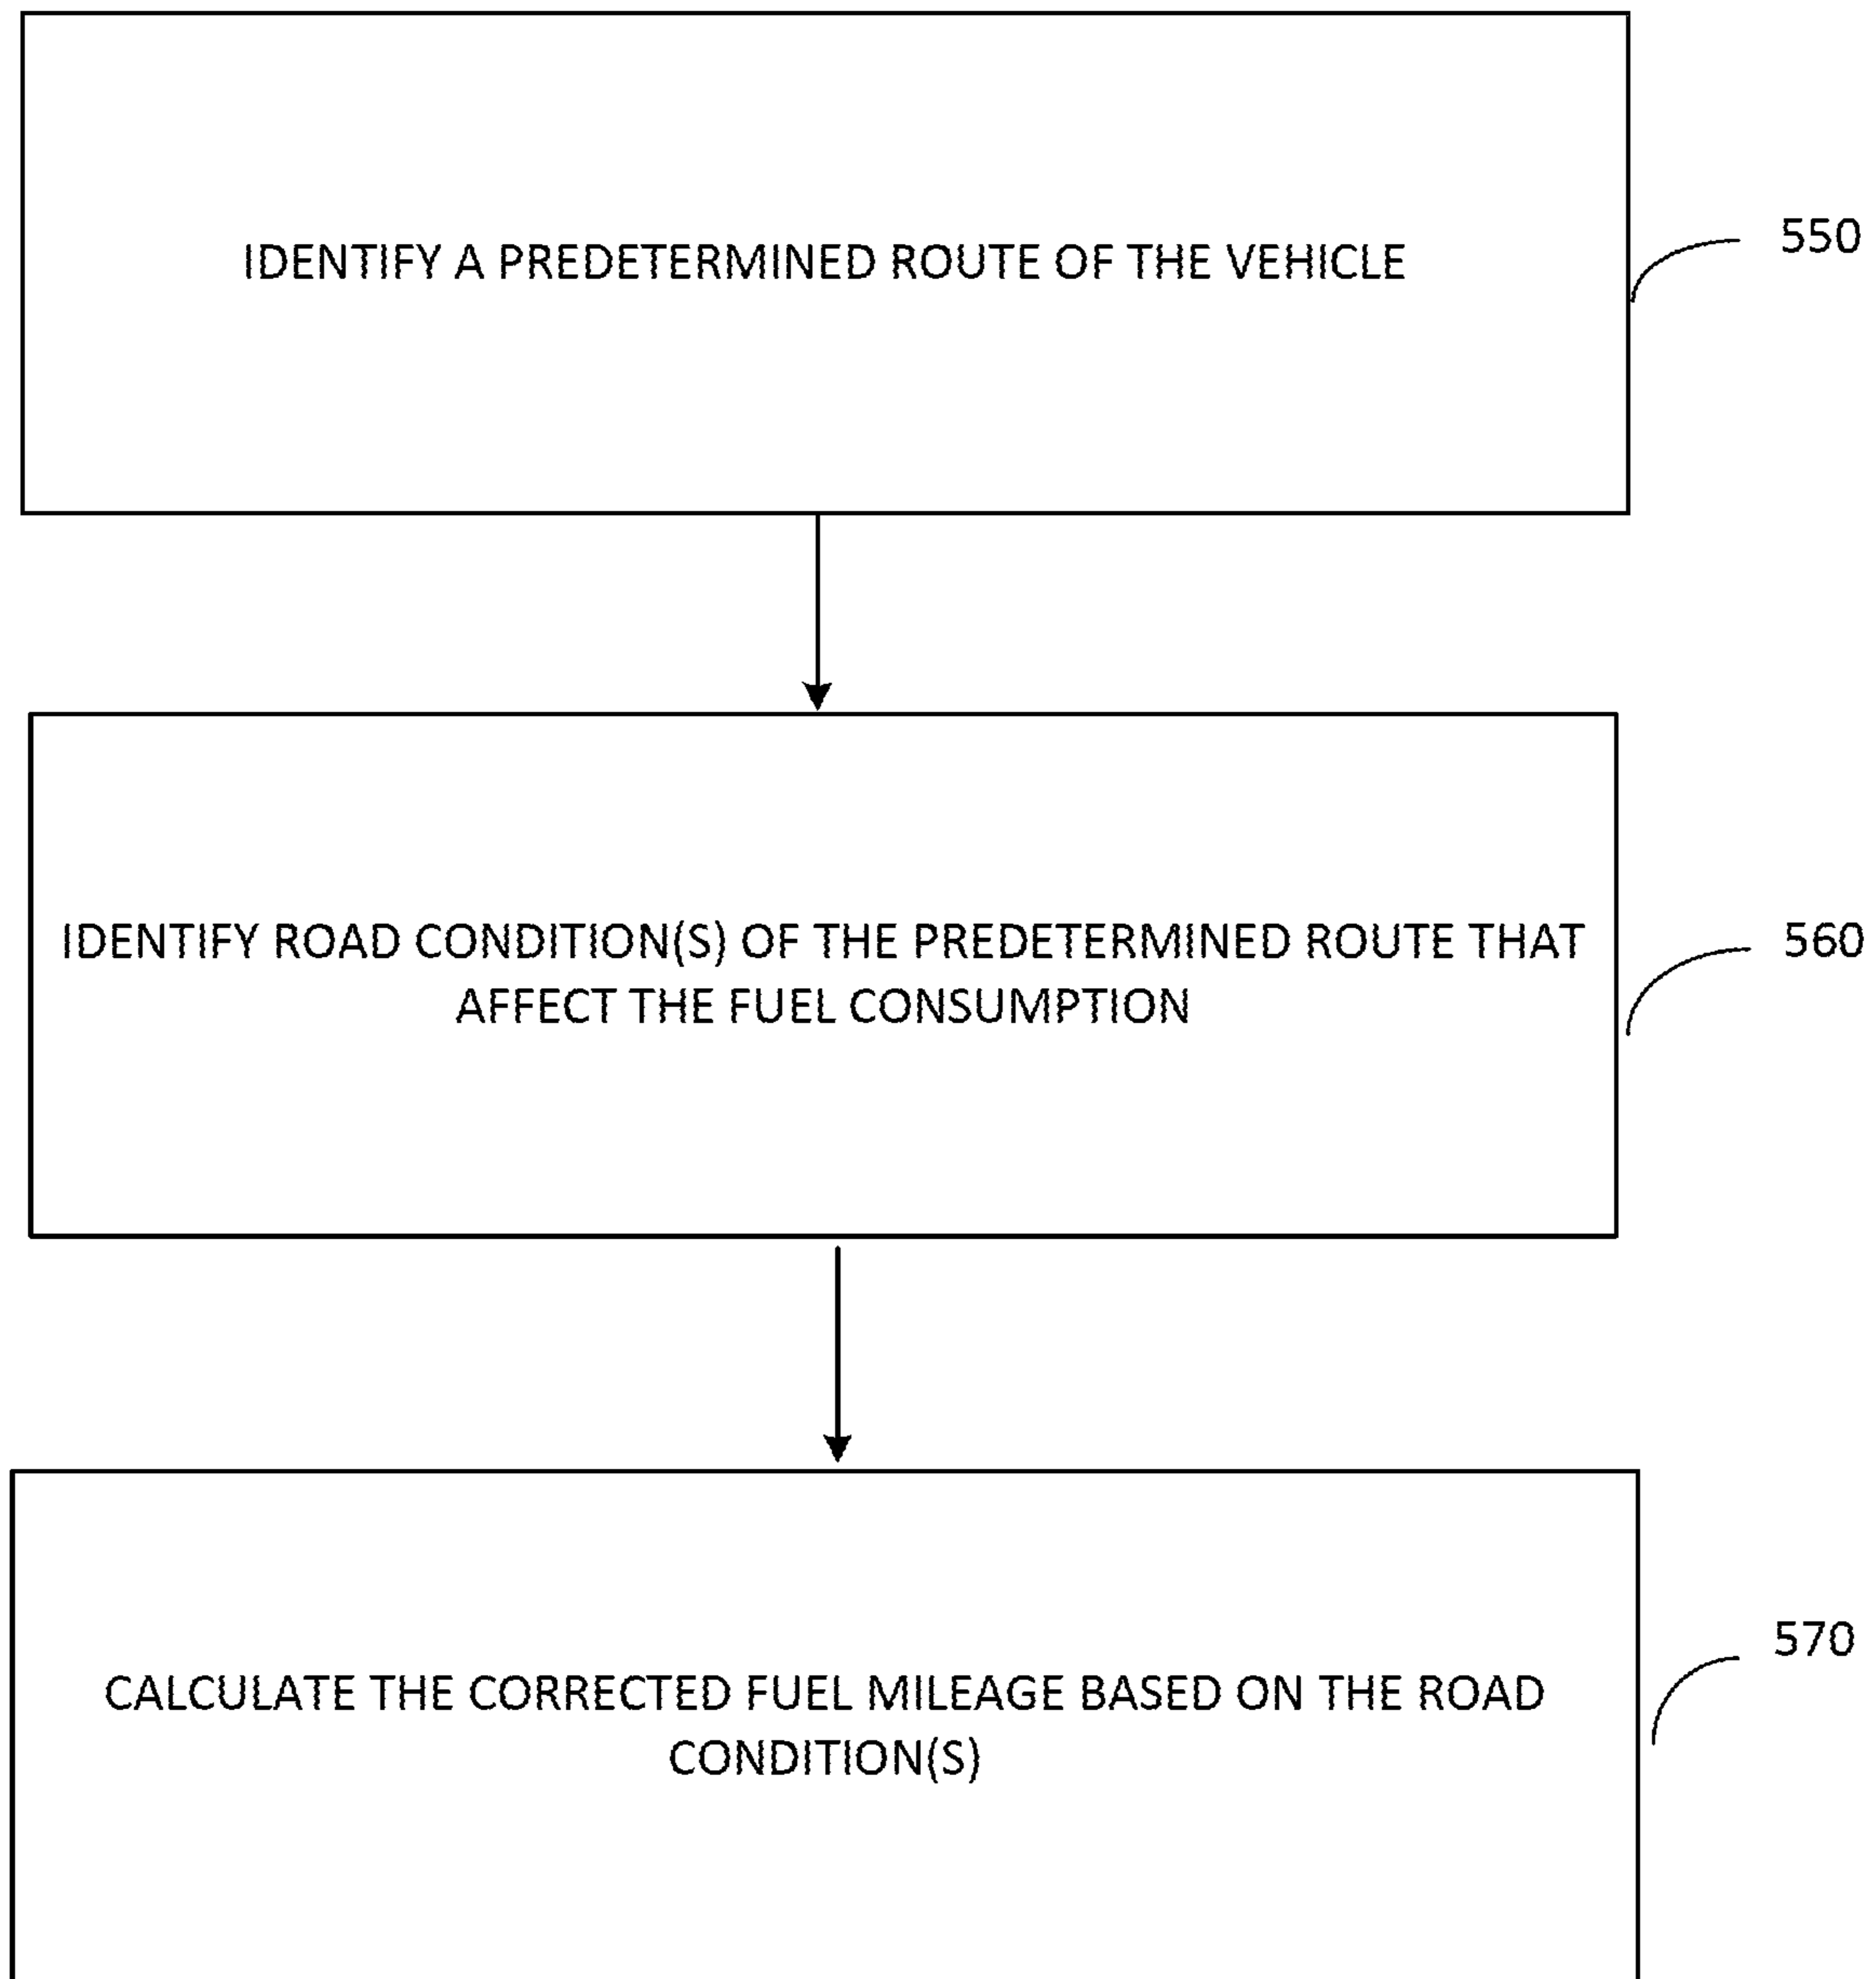 IDENTIFY A PREDETERMINED ROUTE OF THE VEHICLE
550
IDENTIFY ROAD CONDITION(S) OF THE PREDETERMINED ROUTE THAT
AFFECT THE FUEL CONSUMPTION
560
CALCULATE THE CORRECTED FUEL MILEAGE BASED ON THE ROAD
CONDITION(S)
570